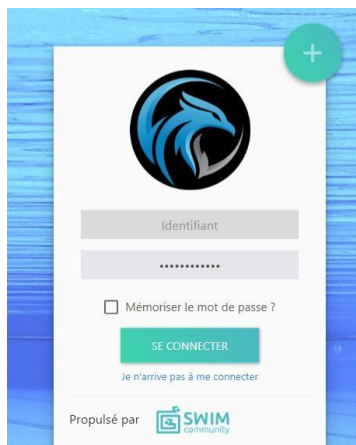 +
Identifiant
••••••••••••
Mémoriser le mot de passe ?
SE CONNECTER
Je n'arrive pas à me connecter
Propulsé par
SWIM
community